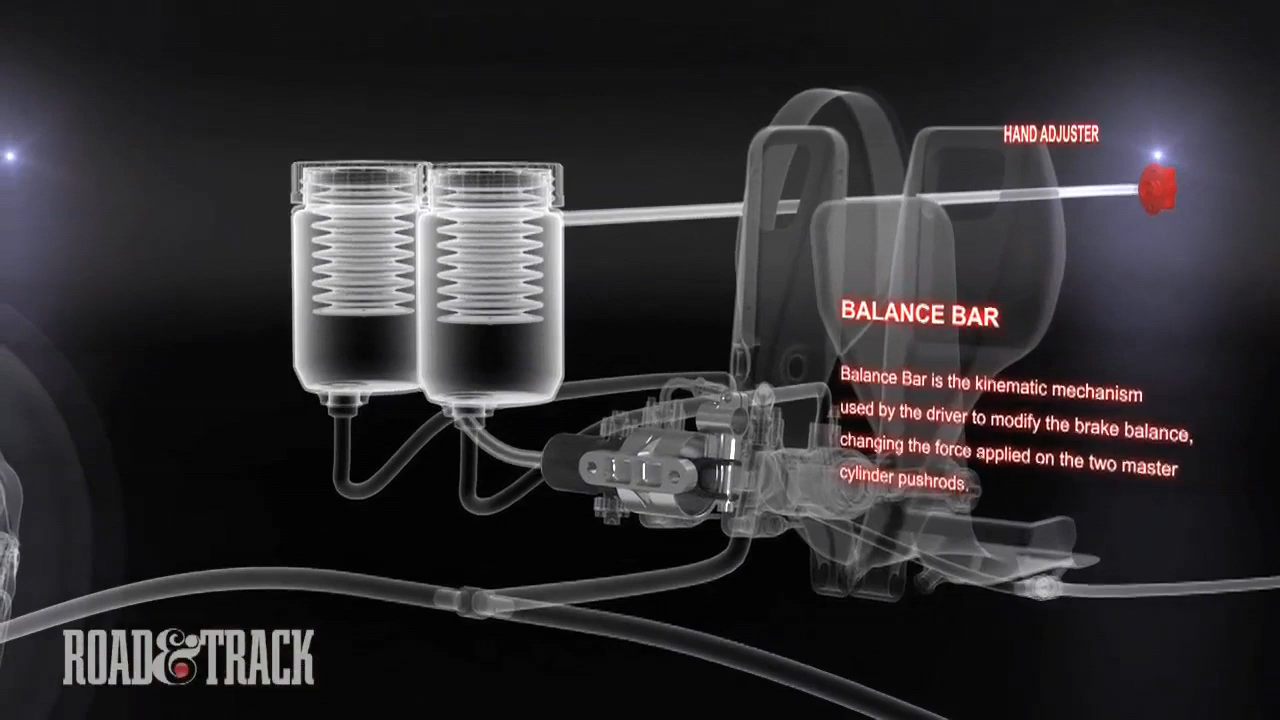 HAND ADJUSTER
BALANCE BAR
Balance Bar is the kinematic mechanism
used by the driver to modify the brake balance,
changing the force applied on the two master
cylinder pushrods.
ROAD&TRACK